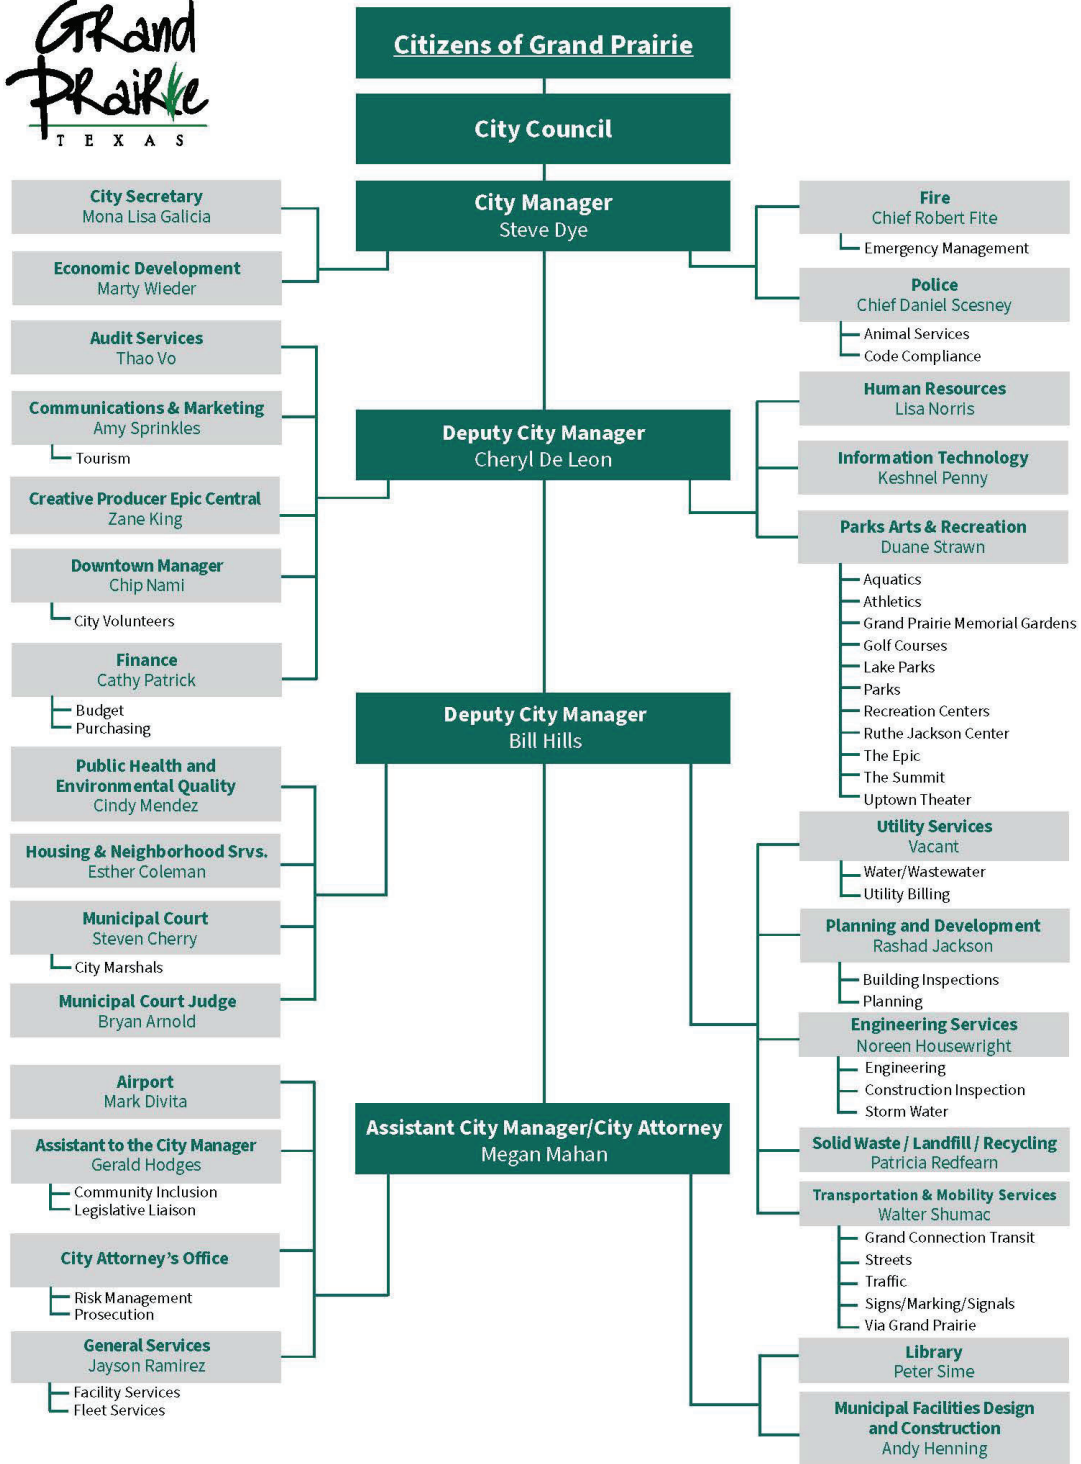 Grand
Prairie
TEXAS
Citizens of Grand Prairie
City Council
City Manager
Steve Dye
City Secretary
Mona Lisa Galicia
Economic Development
Marty Wieder
Fire
Chief Robert Fite
Emergency Management
Police
Chief Daniel Scesney
Animal Services
Code Compliance
Deputy City Manager
Cheryl De Leon
Audit Services
Thao Vo
Communications & Marketing
Amy Sprinkles
Tourism
Creative Producer Epic Central
Zane King
Downtown Manager
Chip Nami
City Volunteers
Finance
Cathy Patrick
Budget
Purchasing
Human Resources
Lisa Norris
Information Technology
Keshnel Penny
Parks Arts & Recreation
Duane Strawn
Aquatics
Athletics
Grand Prairie Memorial Gardens
Golf Courses
Lake Parks
Parks
Recreation Centers
Ruthe Jackson Center
The Epic
The Summit
Uptown Theater
Deputy City Manager
Bill Hills
Public Health and
Environmental Quality
Cindy Mendez
Housing & Neighborhood Srvs.
Esther Coleman
Municipal Court
Steven Cherry
City Marshals
Municipal Court Judge
Bryan Arnold
Utility Services
Vacant
Water/Wastewater
Utility Billing
Planning and Development
Rashad Jackson
Building Inspections
Planning
Engineering Services
Noreen Housewright
Engineering
Construction Inspection
Storm Water
Solid Waste / Landfill / Recycling
Patricia Redfearn
Transportation & Mobility Services
Walter Shumac
Grand Connection Transit
Streets
Traffic
Signs/Marking/Signals
Via Grand Prairie
Assistant City Manager/City Attorney
Megan Mahan
Airport
Mark Divita
Assistant to the City Manager
Gerald Hodges
Community Inclusion
Legislative Liaison
City Attorney's Office
Risk Management
Prosecution
General Services
Jayson Ramirez
Facility Services
Fleet Services
Library
Peter Sime
Municipal Facilities Design
and Construction
Andy Henning